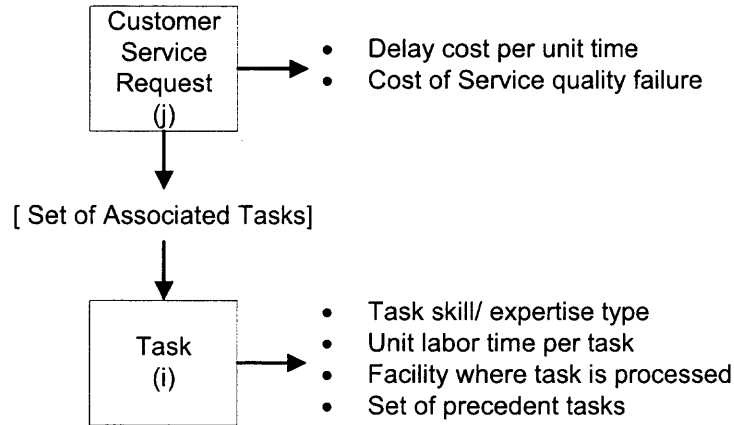 Customer
Service
Request
(j)
• Delay cost per unit time
• Cost of Service quality failure
[ Set of Associated Tasks]
Task
(i)
• Task skill/ expertise type
• Unit labor time per task
• Facility where task is processed
• Set of precedent tasks